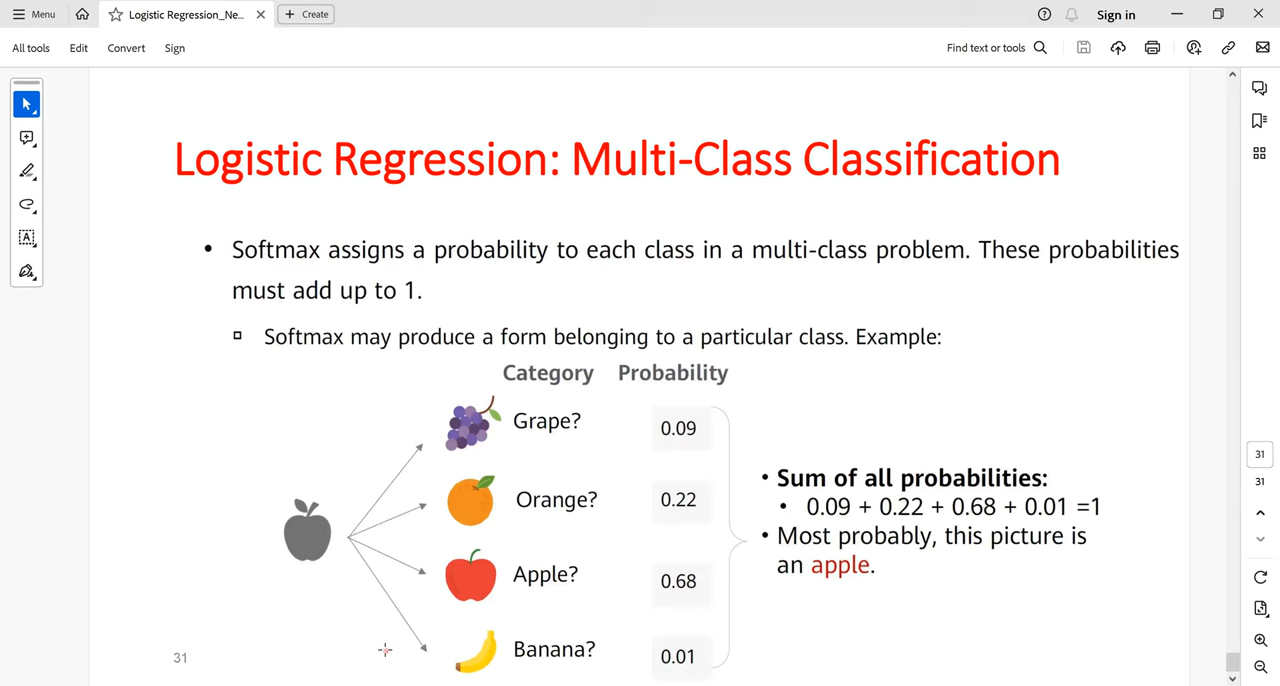 Menu
Logistic Regression_Ne...
Create
Sign in
All tools
Edit
Convert
Sign
Find text or tools
Logistic Regression: Multi-Class Classification
• Softmax assigns a probability to each class in a multi-class problem. These probabilities
must add up to 1.
Softmax may produce a form belonging to a particular class. Example:
Category Probability
Grape? 0.09
Orange? 0.22
Apple? 0.68
Banana? 0.01
• Sum of all probabilities:
• 0.09 + 0.22 + 0.68 + 0.01 =1
• Most probably, this picture is
an apple.
31
31
31